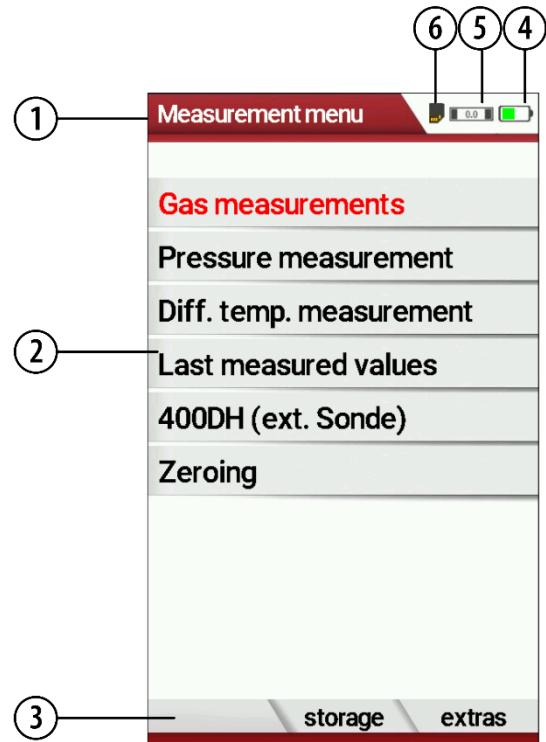 6 5 4
1 Measurement menu 0.0
Gas measurements
Pressure measurement
Diff. temp. measurement
2 Last measured values
400DH (ext. Sonde)
Zeroing
3 storage extras